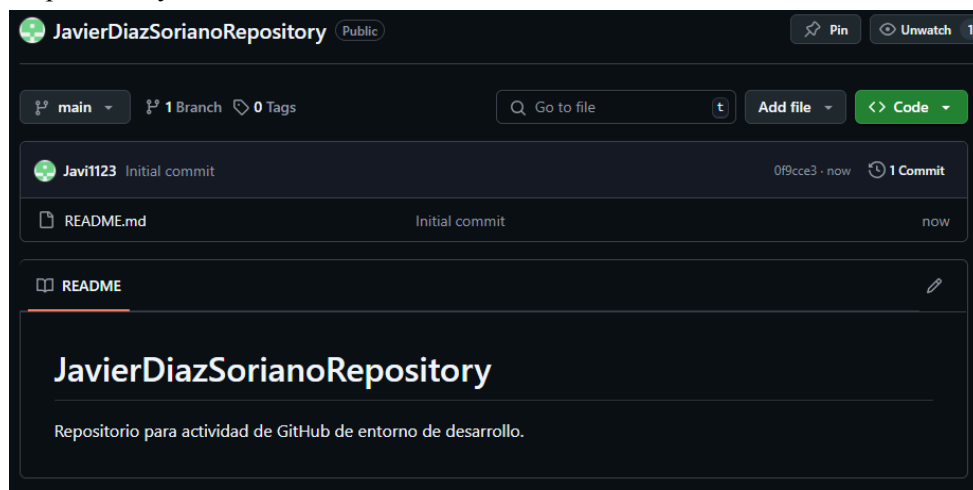 JavierDiazSorianoRepository Public Pin Unwatch 1
main 1 Branch 0 Tags Go to file t Add file Code
Javi1123 Initial commit 0f9cce3 · now 1 Commit
README.md Initial commit now
README
JavierDiazSorianoRepository
Repositorio para actividad de GitHub de entorno de desarrollo.